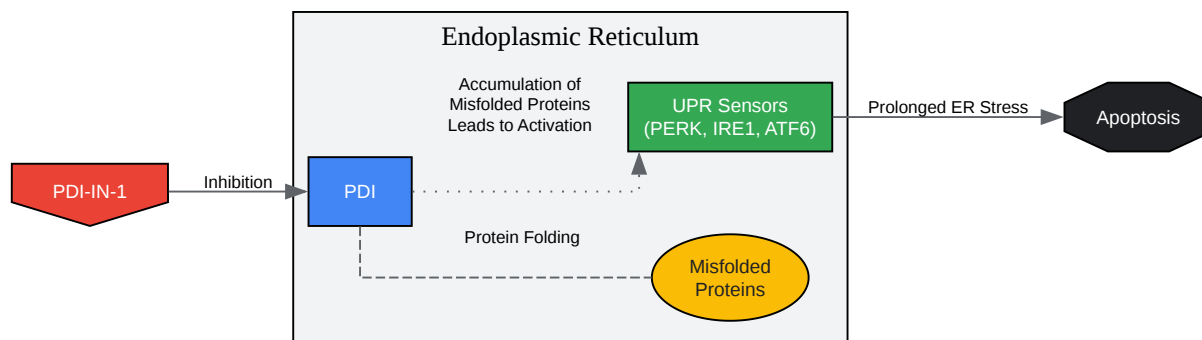 Endoplasmic Reticulum
Accumulation of
Misfolded Proteins
Leads to Activation
UPR Sensors
(PERK, IRE1, ATF6)
Prolonged ER Stress
Apoptosis
PDI-IN-1
Inhibition
PDI
Protein Folding
Misfolded
Proteins